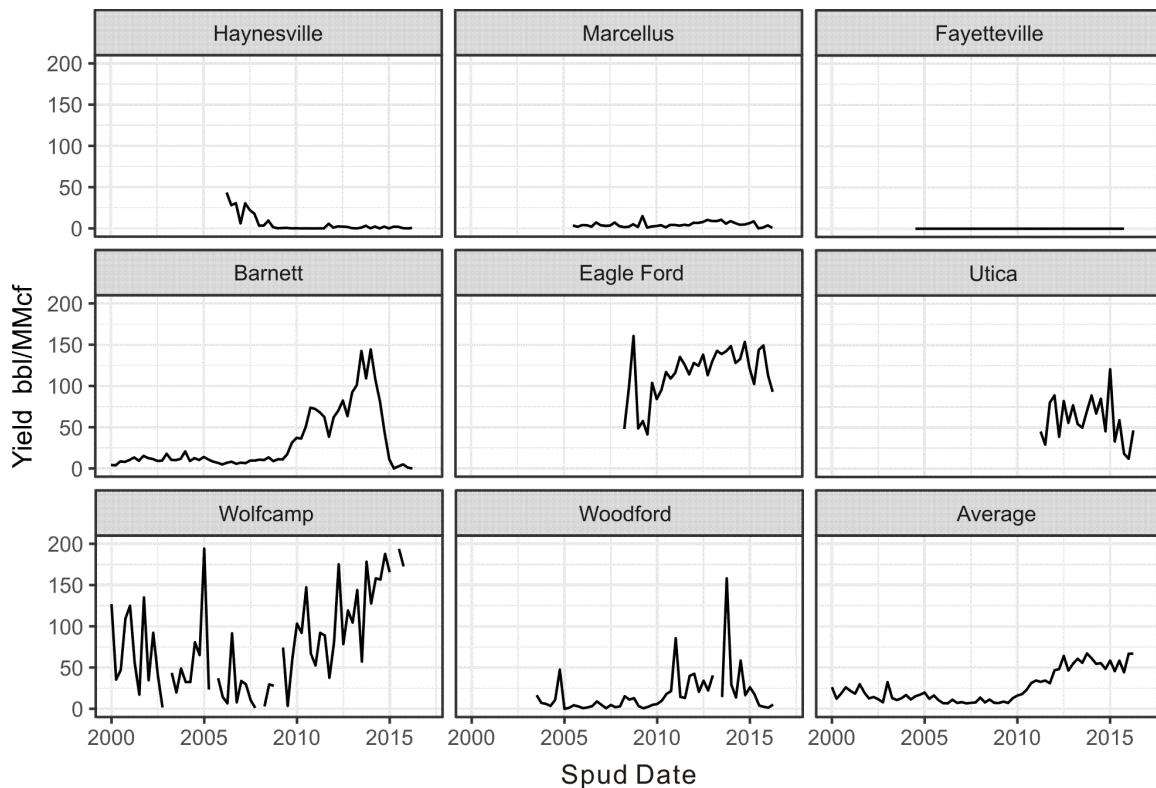 Haynesville Marcellus Fayetteville
200
150
100
50
0
Barnett Eagle Ford Utica
200
150
100
50
0
Wolfcamp Woodford Average
200
150
100
50
0
2000 2005 2010 2015 2000 2005 2010 2015 2000 2005 2010 2015
Yield bbl/MMcf
Spud Date